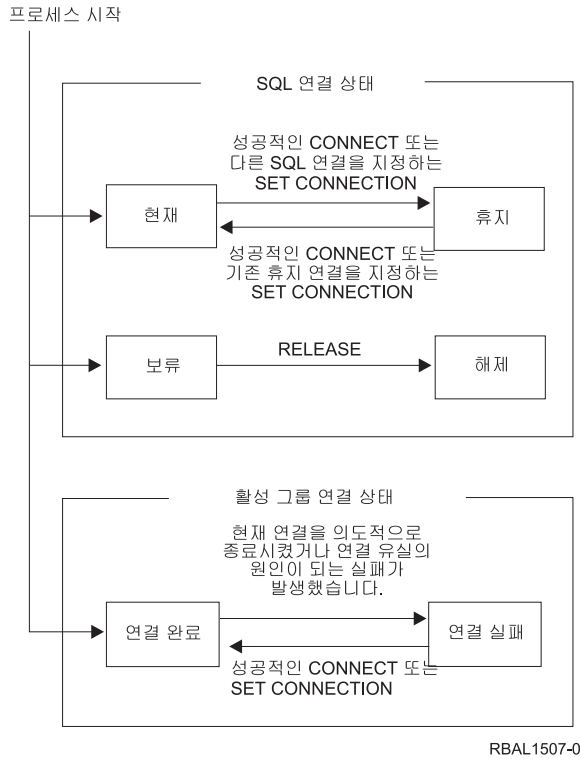 프로세스 시작
SQL 연결 상태
성공적인 CONNECT 또는
다른 SQL 연결을 지정하는
SET CONNECTION
현재
휴지
성공적인 CONNECT 또는
기존 휴지 연결을 지정하는
SET CONNECTION
보류
RELEASE
해제
활성 그룹 연결 상태
현재 연결을 의도적으로
종료시켰거나 연결 유실의
원인이 되는 실패가
발생했습니다.
연결 완료
연결 실패
성공적인 CONNECT 또는
SET CONNECTION
RBAL1507-0